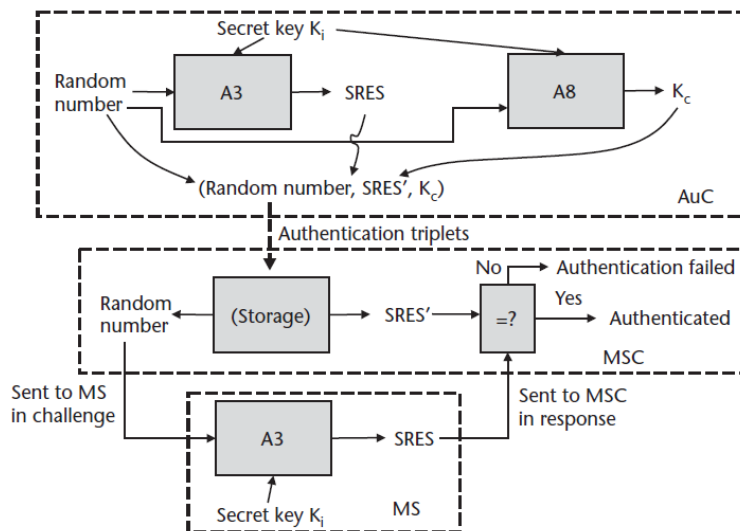 Secret key Ki
Random
number
A3
SRES
A8
Kc
(Random number, SRES’, Kc)
AuC
Authentication triplets
No
Authentication failed
Random
number
(Storage)
SRES’
=?
Yes
Authenticated
MSC
Sent to MS
in challenge
Sent to MSC
in response
A3
SRES
Secret key Ki
MS